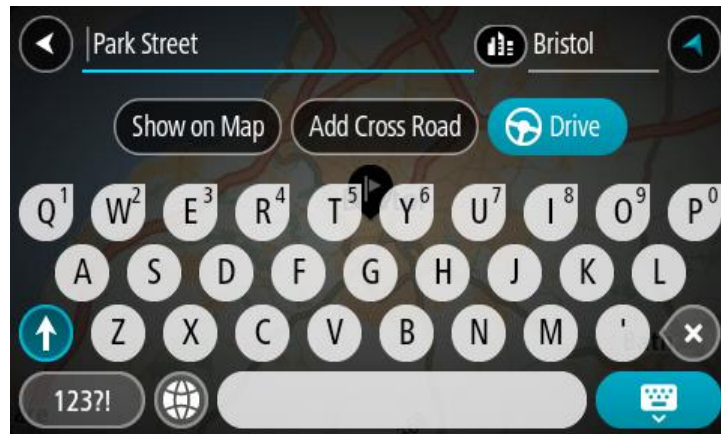 Park Street Bristol
Show on Map Add Cross Road Drive
Q1 W2 E3 R4 T5 Y6 U7 I8 O9 P0
A S D F G H J K L
Z X C V B N M '
123?!